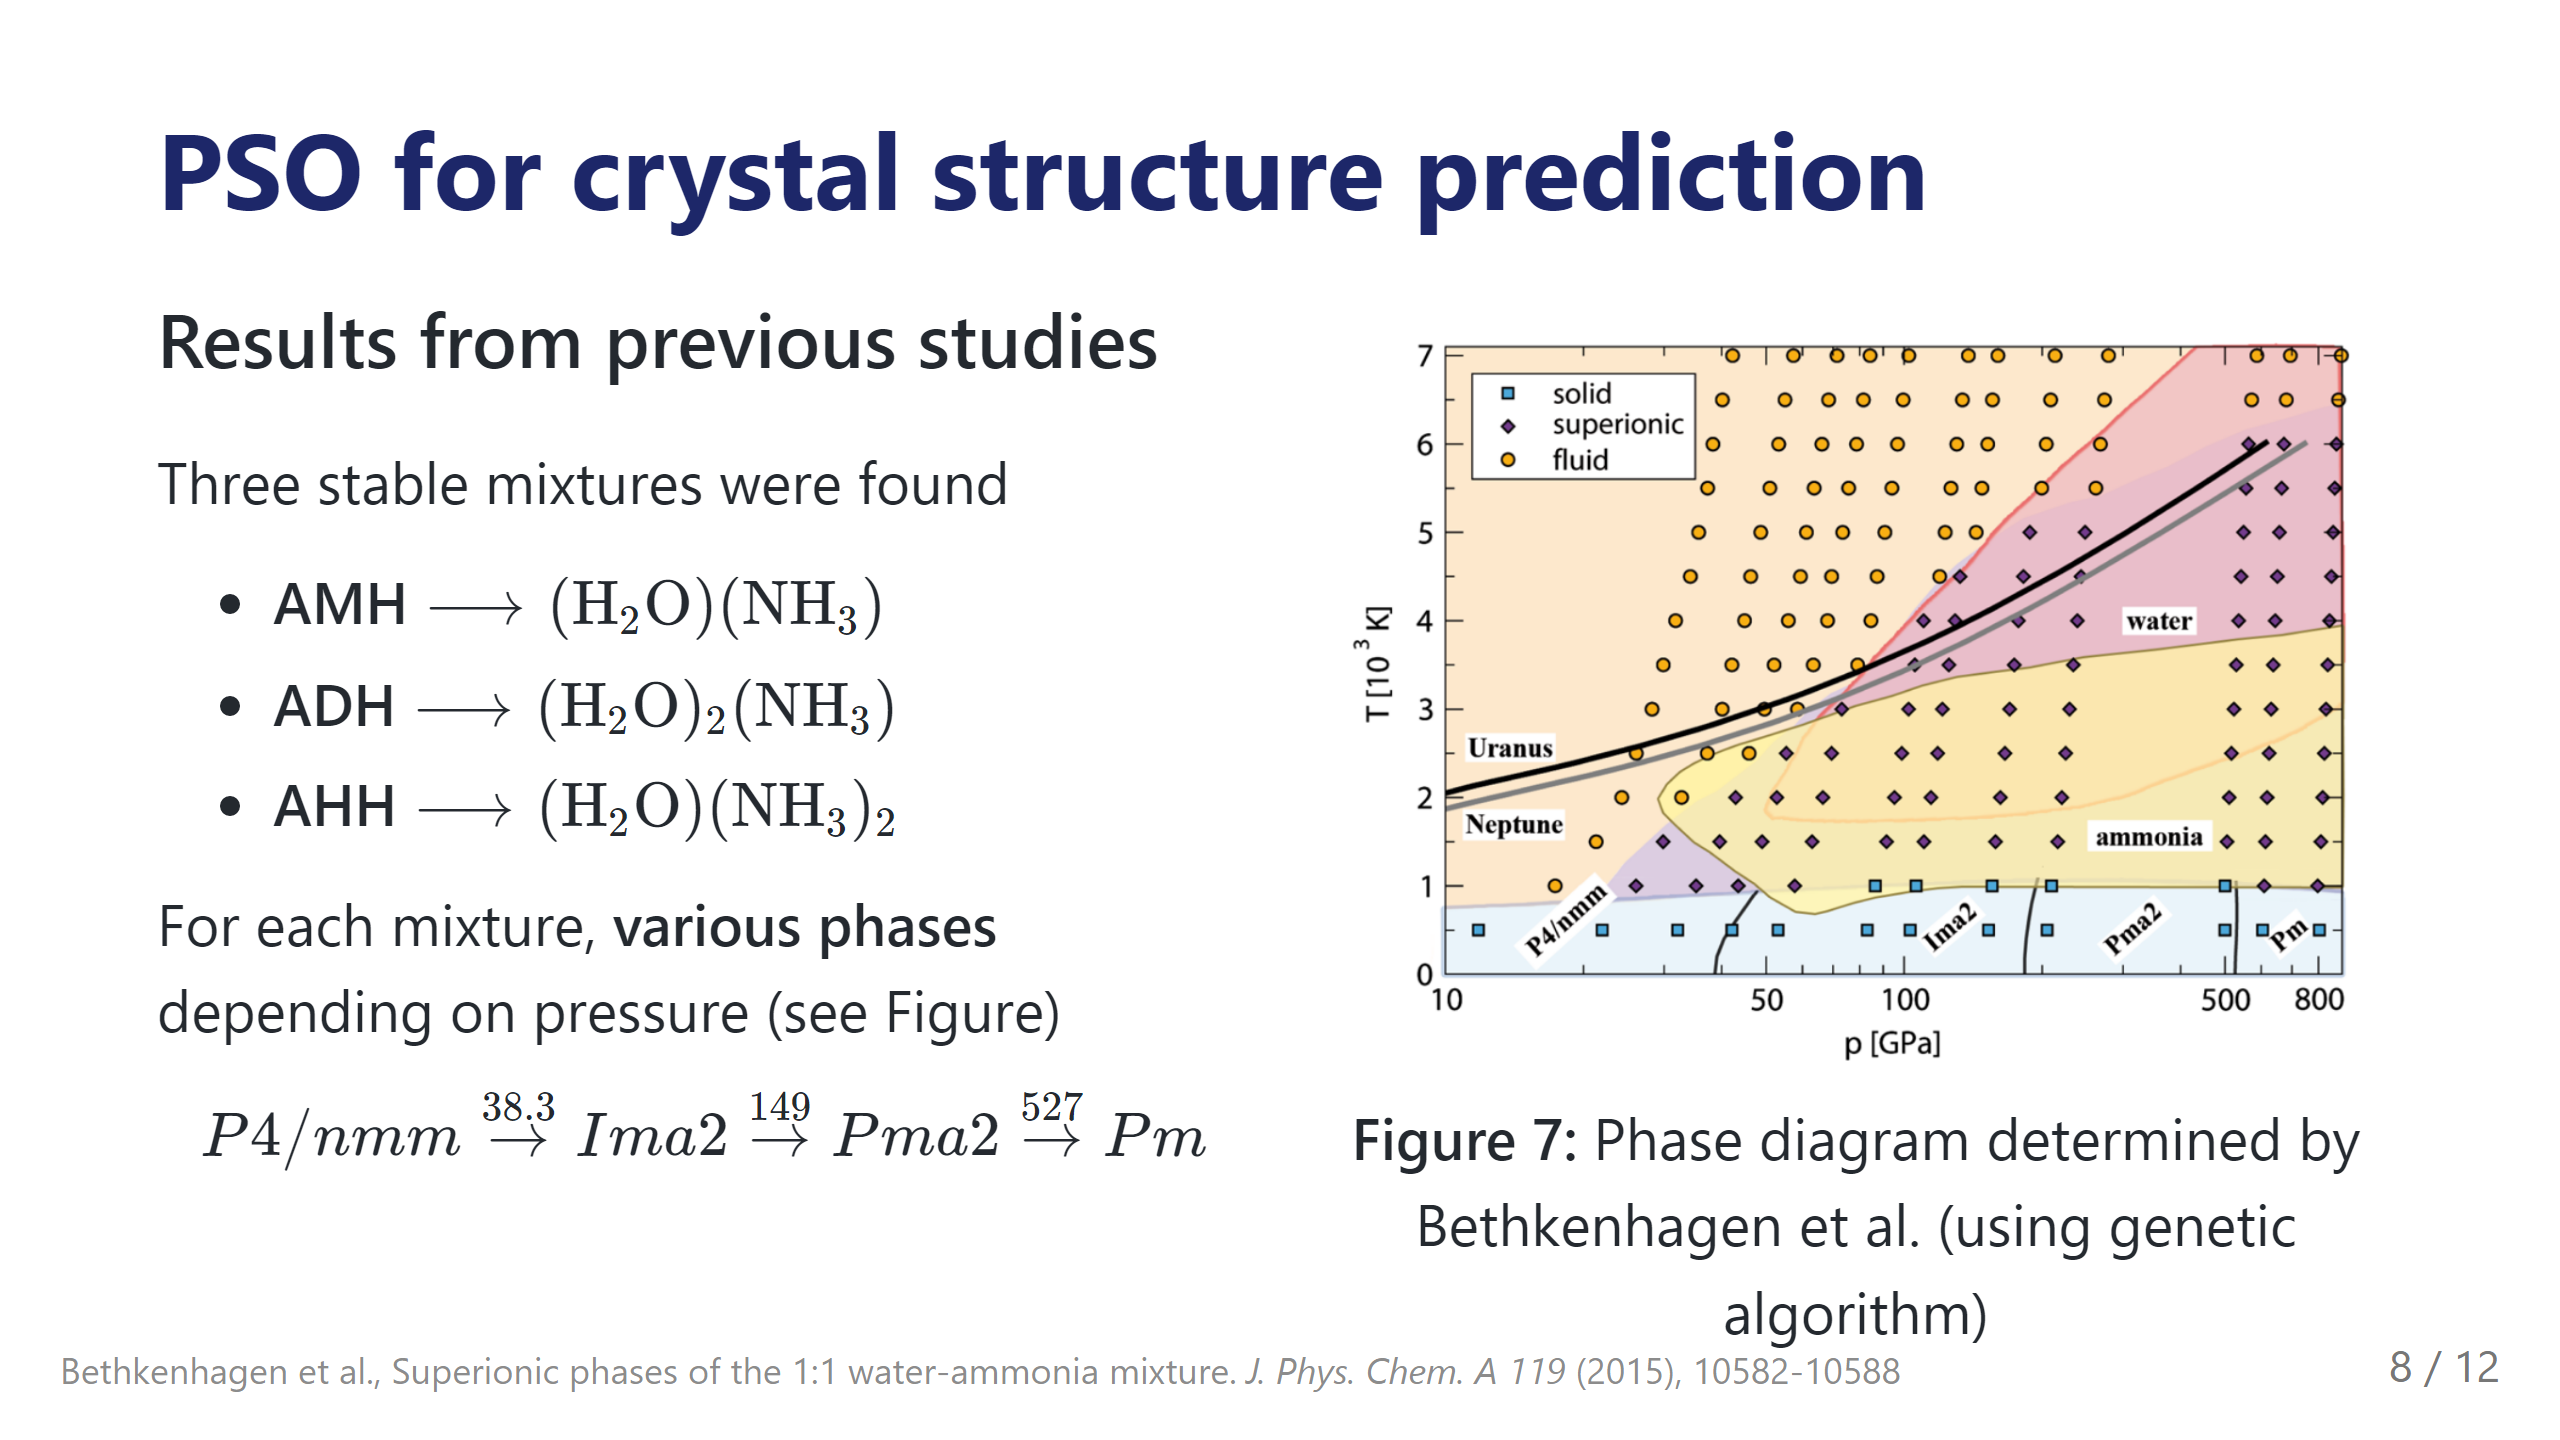 PSO for crystal structure prediction
Results from previous studies
Three stable mixtures were found
• AMH ⟶ (H₂O)(NH₃)
• ADH ⟶ (H₂O)₂(NH₃)
• AHH ⟶ (H₂O)(NH₃)₂
For each mixture, various phases
depending on pressure (see Figure)
P4/nmm →^38.3 Ima2 →^149 Pma2 →^527 Pm
7
6
5
4
3
2
1
0
T [10³ K]
solid
superionic
fluid
Uranus
Neptune
water
ammonia
P4/nmm
Ima2
Pma2
Pm
10 50 100 500 800
p [GPa]
Figure 7: Phase diagram determined by
Bethkenhagen et al. (using genetic
algorithm)
Bethkenhagen et al., Superionic phases of the 1:1 water-ammonia mixture. J. Phys. Chem. A 119 (2015), 10582-10588
8 / 12